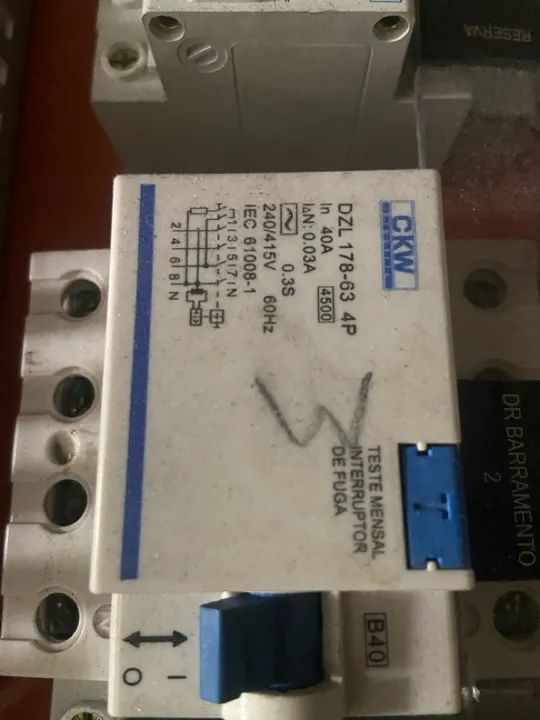 RESERVA
CKW
DZL 178-63 4P
In 40A 4500
I∆N: 0.03A
0.3S
240/415V 60Hz
IEC 61008-1
1 3 5 7 N
2 4 6 8 N
TESTE MENSAL
INTERRUPTOR
DE FUGA
T
DR BARRAMENTO
2
B40
I
O